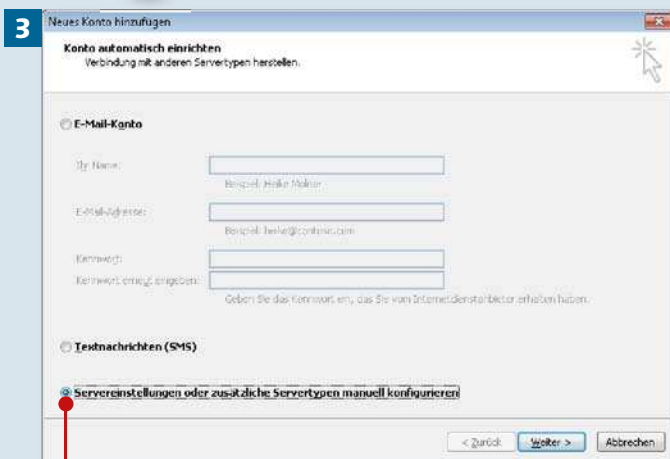 3
Neues Konto hinzufügen
Konto automatisch einrichten
Verbindung mit anderen Servertypen herstellen.
E-Mail-Konto
Ihr Name:
Beispiel: Heike Molnar
E-Mail-Adresse:
Beispiel: heike@contoso.com
Kennwort:
Kennwort erneut eingeben:
Geben Sie das Kennwort ein, das Sie vom Internetdienstanbieter erhalten haben.
Textnachrichten (SMS)
Servereinstellungen oder zusätzliche Servertypen manuell konfigurieren
< Zurück Weiter > Abbrechen